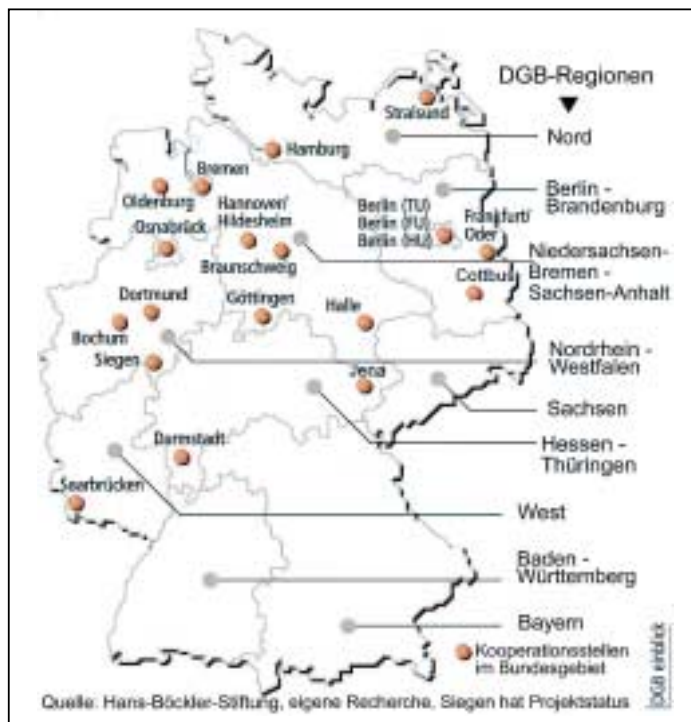 DGB-Regionen
Stralsund
Nord
Hamburg
Bremen
Oldenburg
Hannover/
Hildesheim
Berlin -
Brandenburg
Berlin (TU)
Berlin (FU)
Berlin (HU)
Frankfurt/
Oder
Osnabrück
Braunschweig
Niedersachsen-
Bremen -
Sachsen-Anhalt
Cottbus
Dortmund
Göttingen
Halle
Bochum
Siegen
Nordrhein -
Westfalen
Jena
Sachsen
Hessen -
Thüringen
Darmstadt
Saarbrücken
West
Baden -
Württemberg
Bayern
Kooperationsstellen
im Bundesgebiet
DGB einblick
Quelle: Hans-Böckler-Stiftung, eigene Recherche, Siegen hat Projektstatus